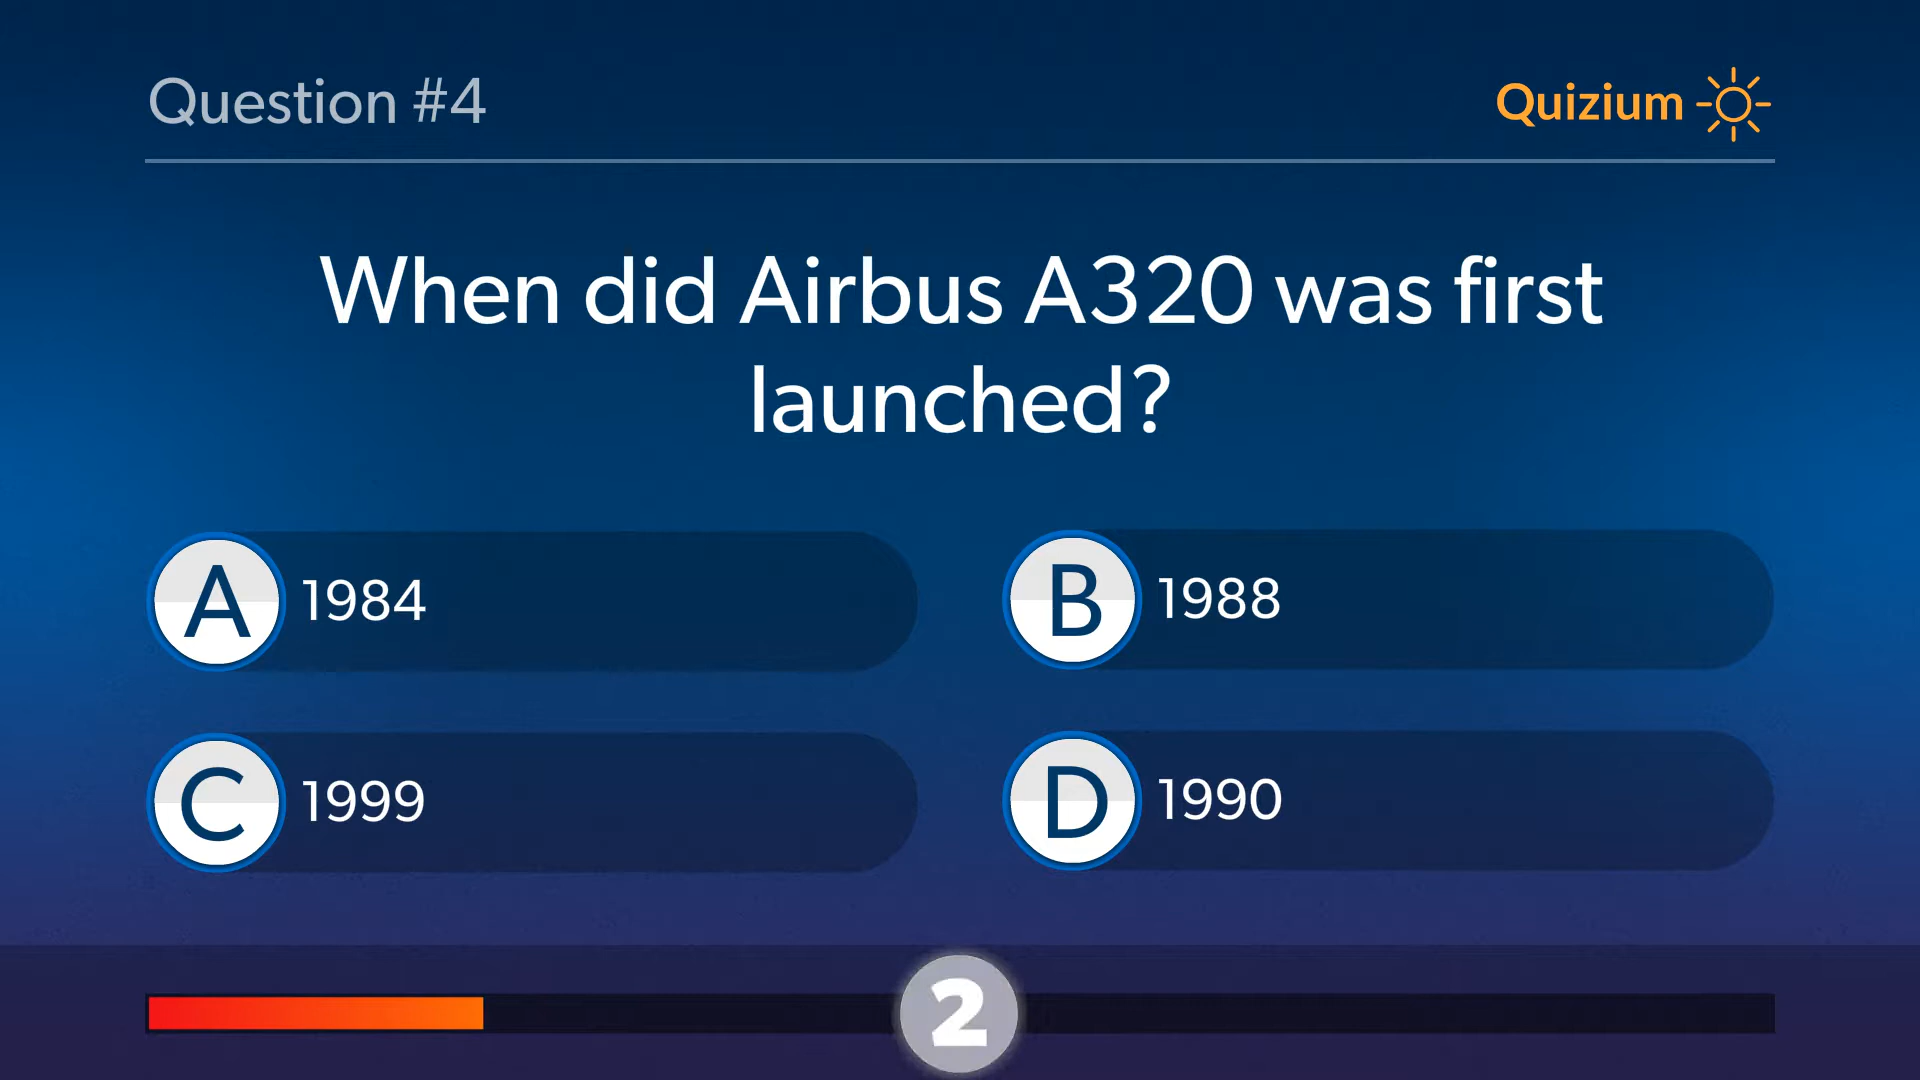 Question #4
Quizium
When did Airbus A320 was first
launched?
A 1984
B 1988
C 1999
D 1990
2